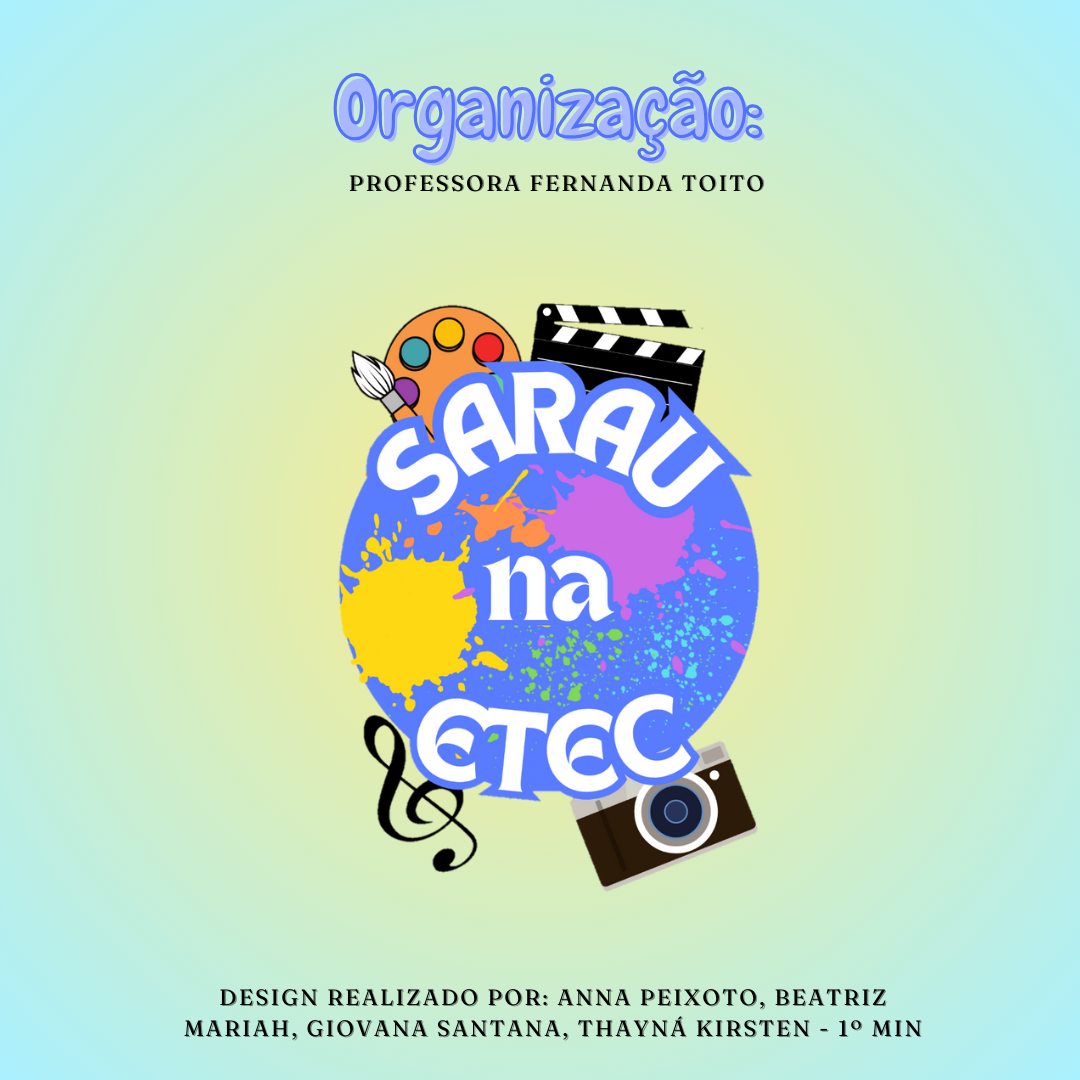 Organização:
PROFESSORA FERNANDA TOITO
SARAU
na
ETEC
DESIGN REALIZADO POR: ANNA PEIXOTO, BEATRIZ
MARIAH, GIOVANA SANTANA, THAYNÁ KIRSTEN - 1º MIN